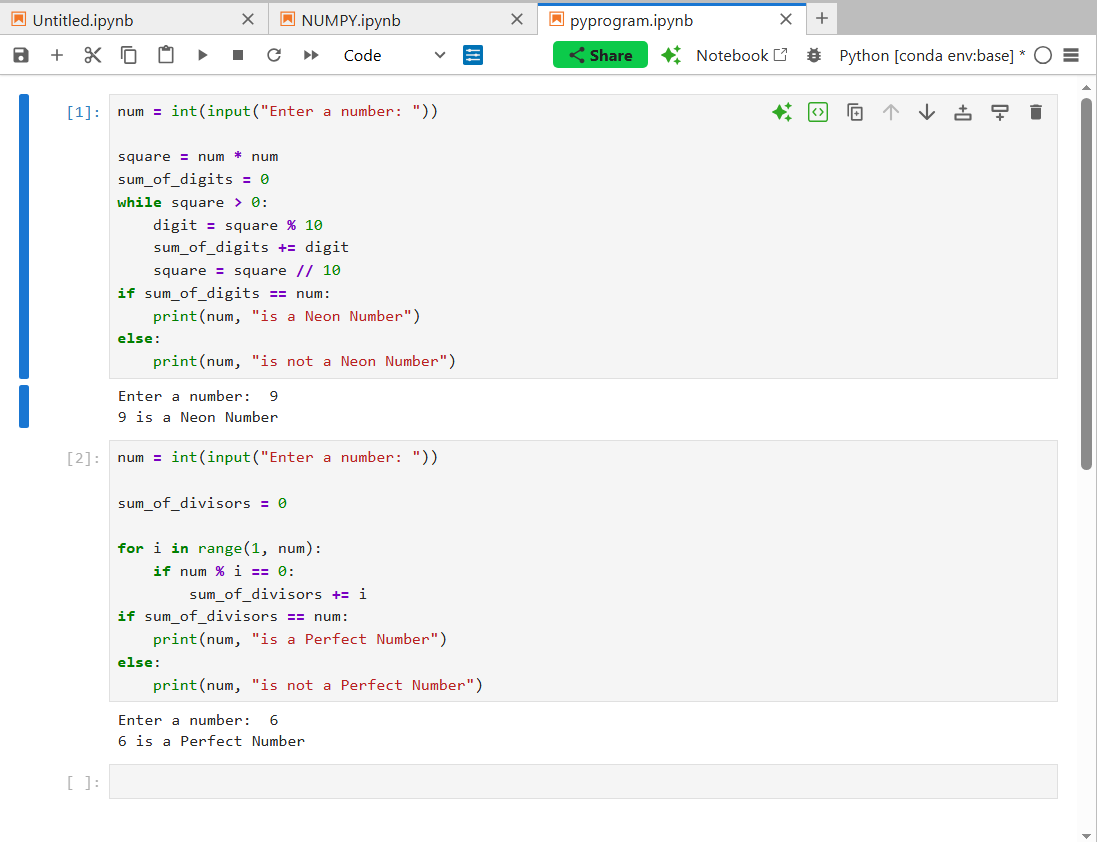 Untitled.ipynb
NUMPY.ipynb
pyprogram.ipynb
Code
Share
Notebook
Python [conda env:base] *
[1]:
num = int(input("Enter a number: "))
square = num * num
sum_of_digits = 0
while square > 0:
    digit = square % 10
    sum_of_digits += digit
    square = square // 10
if sum_of_digits == num:
    print(num, "is a Neon Number")
else:
    print(num, "is not a Neon Number")
Enter a number:  9
9 is a Neon Number
[2]:
num = int(input("Enter a number: "))
sum_of_divisors = 0
for i in range(1, num):
    if num % i == 0:
        sum_of_divisors += i
if sum_of_divisors == num:
    print(num, "is a Perfect Number")
else:
    print(num, "is not a Perfect Number")
Enter a number:  6
6 is a Perfect Number
[ ]: